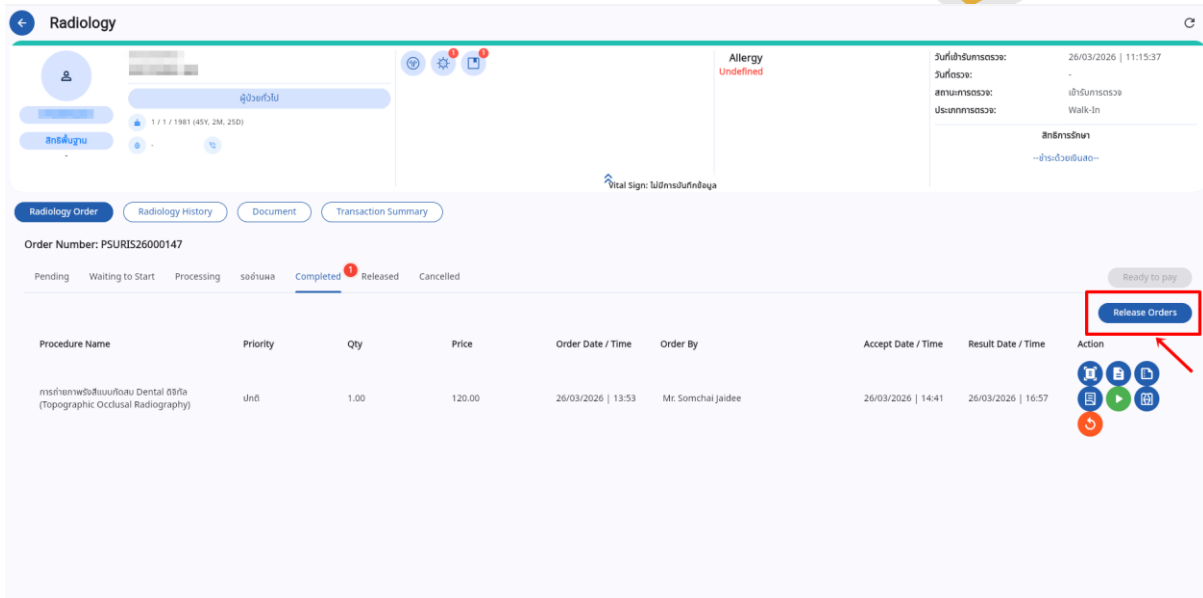 Radiology
ผู้ป่วยทั่วไป
1 / 1 / 1981 (45Y, 2M, 25D)
สิทธิพื้นฐาน
-
-
1
1
Allergy
Undefined
วันที่เข้ารับการตรวจ: 26/03/2026 | 11:15:37
วันที่ตรวจ: -
สถานะการตรวจ: เข้ารับการตรวจ
ประเภทการตรวจ: Walk-In
สิทธิการรักษา
--ชำระด้วยเงินสด--
Vital Sign: ไม่มีการบันทึกข้อมูล
Radiology Order Radiology History Document Transaction Summary
Order Number: PSURIS26000147
Pending Waiting to Start Processing รออ่านผล Completed 1 Released Cancelled Ready to pay
Release Orders
Procedure Name Priority Qty Price Order Date / Time Order By Accept Date / Time Result Date / Time Action
การถ่ายภาพรังสีแบบกัดสบ Dental ดิจิทัล
(Topographic Occlusal Radiography) ปกติ 1.00 120.00 26/03/2026 | 13:53 Mr. Somchai Jaidee 26/03/2026 | 14:41 26/03/2026 | 16:57